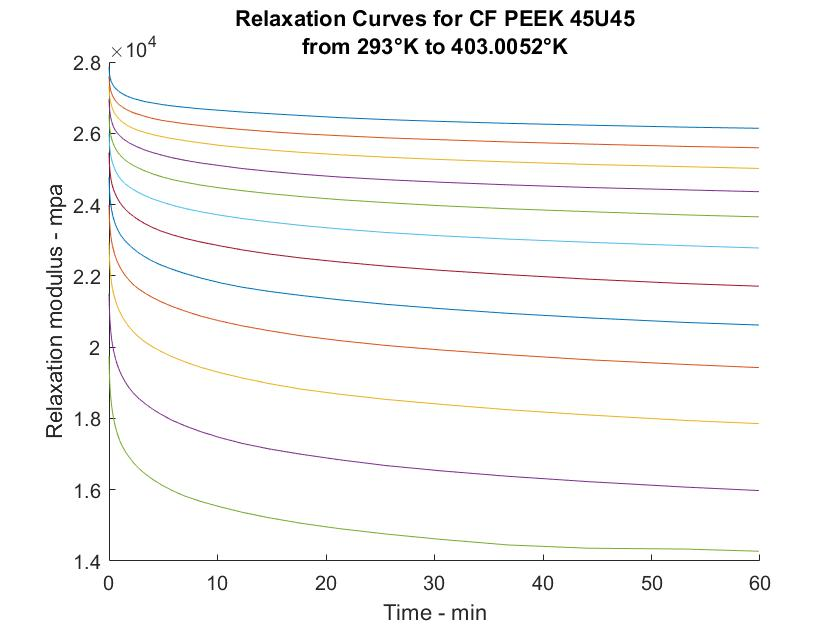 Relaxation Curves for CF PEEK 45U45
from 293°K to 403.0052°K
×10⁴
2.8
2.6
2.4
2.2
2
1.8
1.6
1.4
Relaxation modulus - mpa
0 10 20 30 40 50 60
Time - min